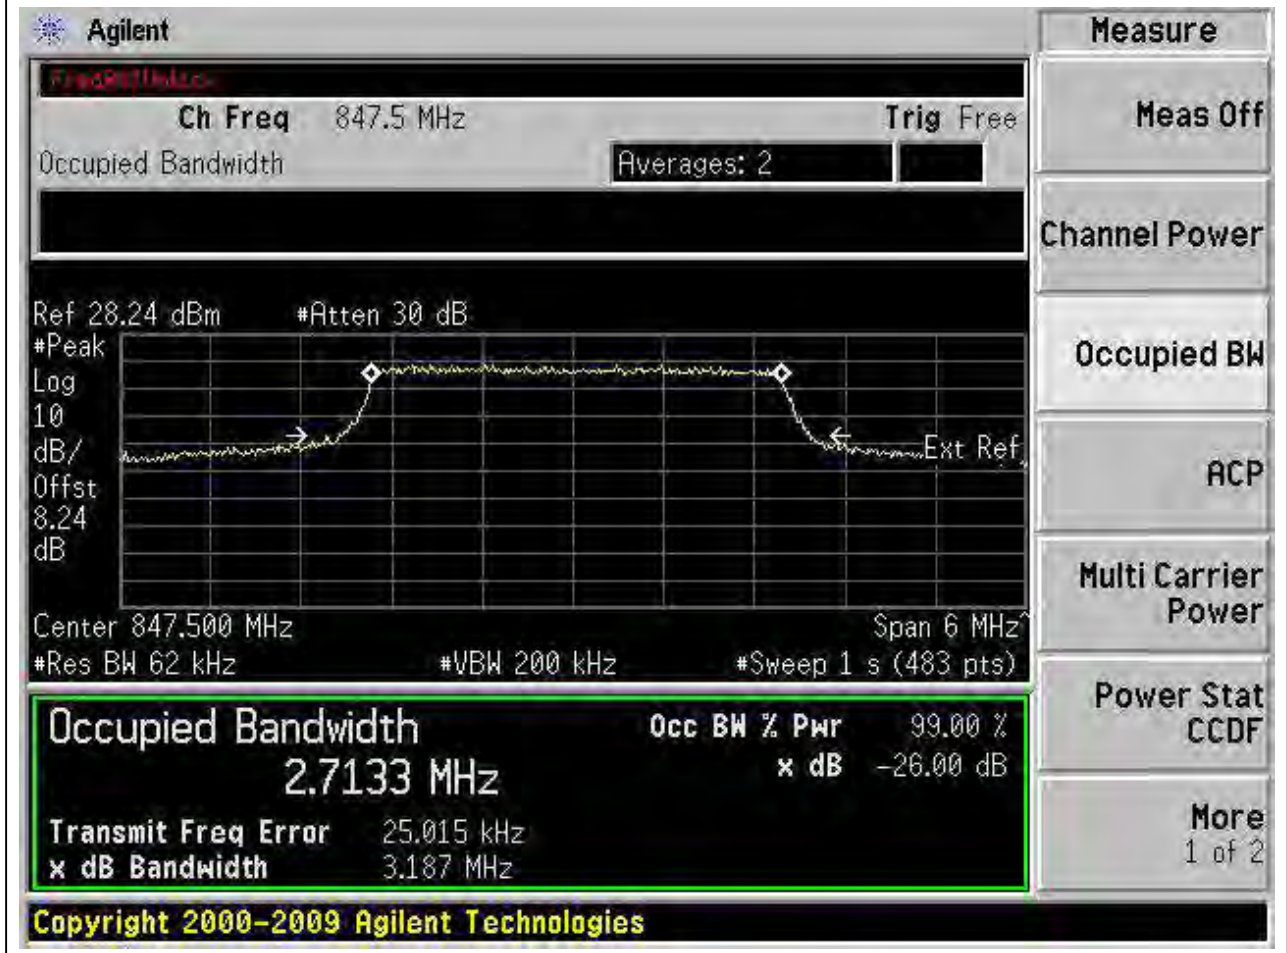 Agilent
Measure
Ch Freq 847.5 MHz Trig Free
Occupied Bandwidth Averages: 2
Meas Off
Channel Power
Occupied BW
ACP
Multi Carrier
Power
Power Stat
CCDF
More
1 of 2
Ref 28.24 dBm #Atten 30 dB
#Peak
Log
10
dB/
Offst
8.24
dB
Ext Ref
Center 847.500 MHz Span 6 MHz
#Res BW 62 kHz #VBW 200 kHz #Sweep 1 s (483 pts)
Occupied Bandwidth Occ BW % Pwr 99.00 %
2.7133 MHz x dB -26.00 dB
Transmit Freq Error 25.015 kHz
x dB Bandwidth 3.187 MHz
Copyright 2000-2009 Agilent Technologies